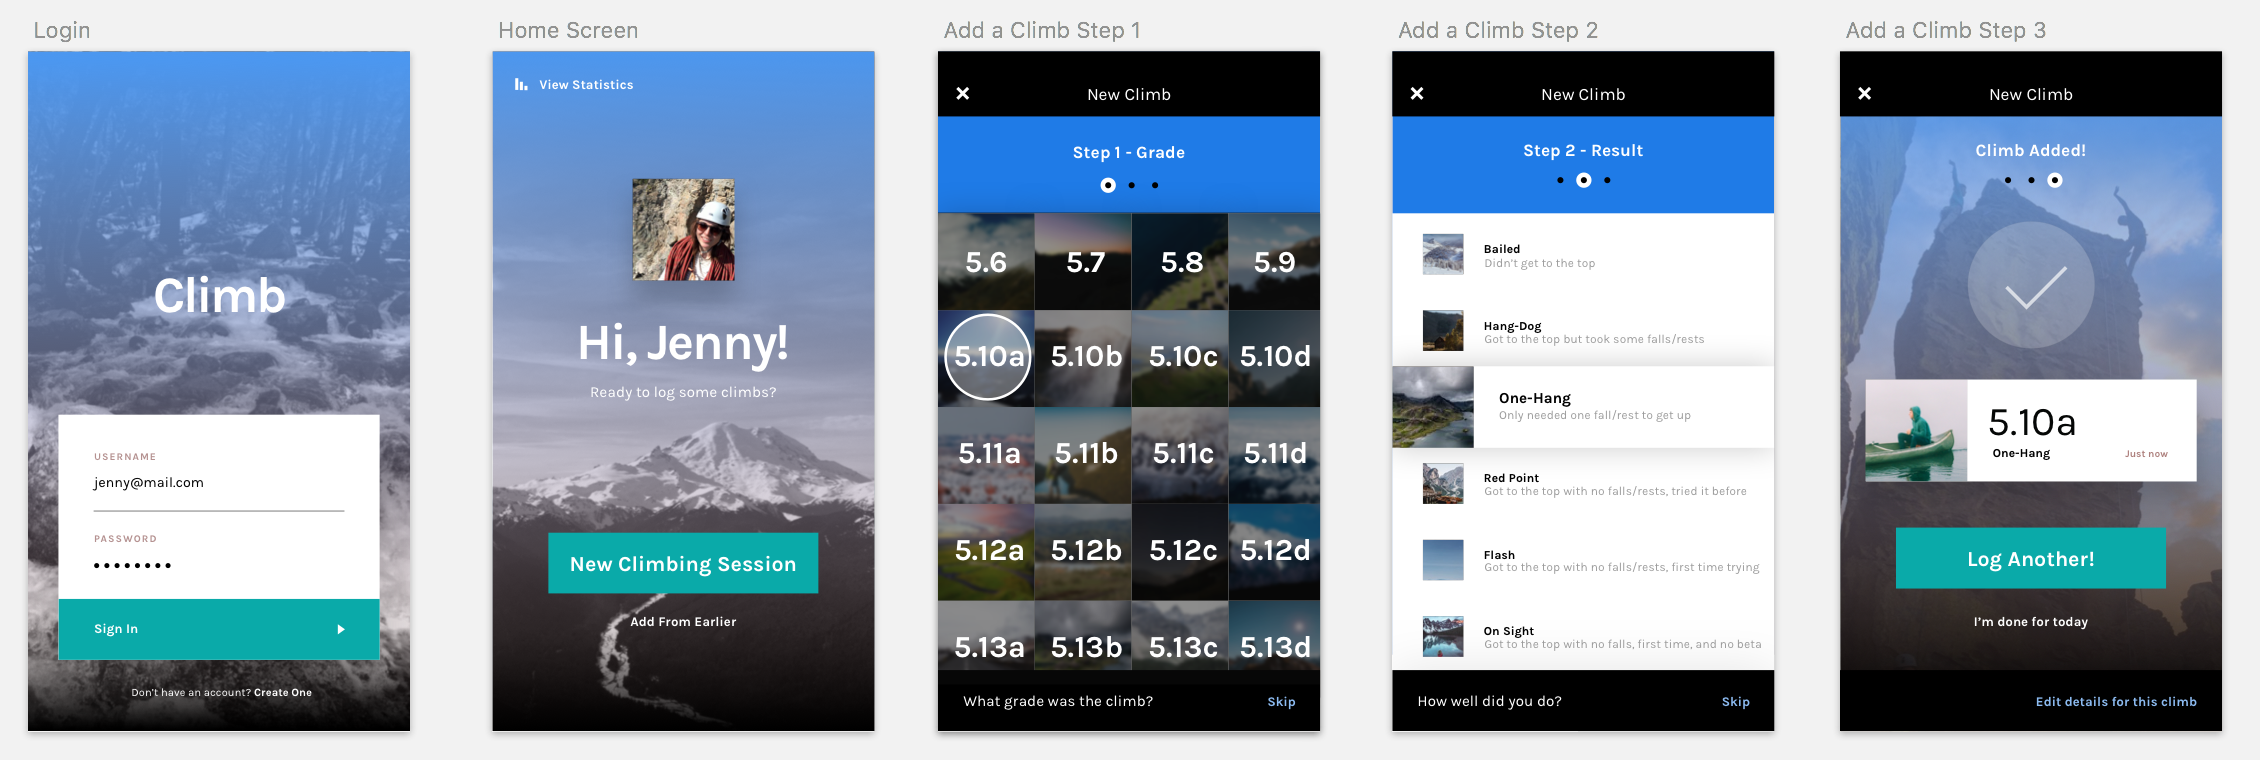 Login
Climb
USERNAME
jenny@mail.com
PASSWORD
Sign In
Don't have an account? Create One
Home Screen
View Statistics
Hi, Jenny!
Ready to log some climbs?
New Climbing Session
Add From Earlier
Add a Climb Step 1
New Climb
Step 1 - Grade
5.6 5.7 5.8 5.9
5.10a 5.10b 5.10c 5.10d
5.11a 5.11b 5.11c 5.11d
5.12a 5.12b 5.12c 5.12d
5.13a 5.13b 5.13c 5.13d
What grade was the climb? Skip
Add a Climb Step 2
New Climb
Step 2 - Result
Bailed
Didn't get to the top
Hang-Dog
Got to the top but took some falls/rests
One-Hang
Only needed one fall/rest to get up
Red Point
Got to the top with no falls/rests, tried it before
Flash
Got to the top with no falls/rests, first time trying
On Sight
Got to the top with no falls, first time, and no beta
How well did you do? Skip
Add a Climb Step 3
New Climb
Climb Added!
5.10a
One-Hang Just now
Log Another!
I'm done for today
Edit details for this climb